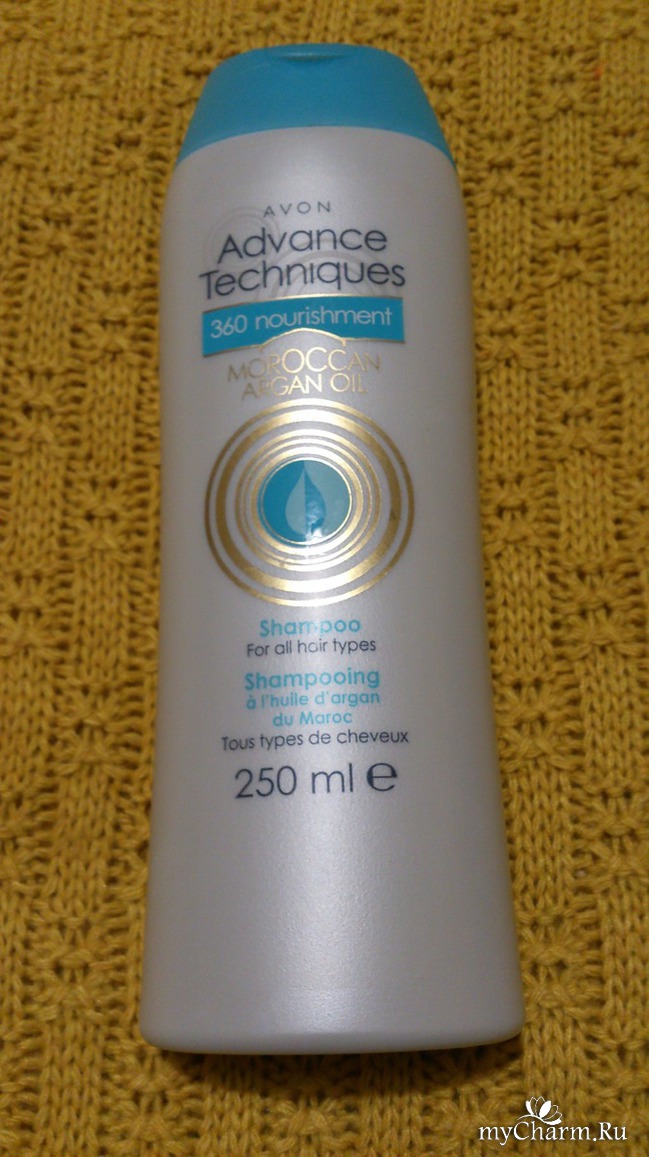 AVON
Advance
Techniques
360 nourishment
MOROCCAN
ARGAN OIL
Shampoo
For all hair types
Shampooing
à l'huile d'argan
du Maroc
Tous types de cheveux
250 ml ℮
myCharm.Ru